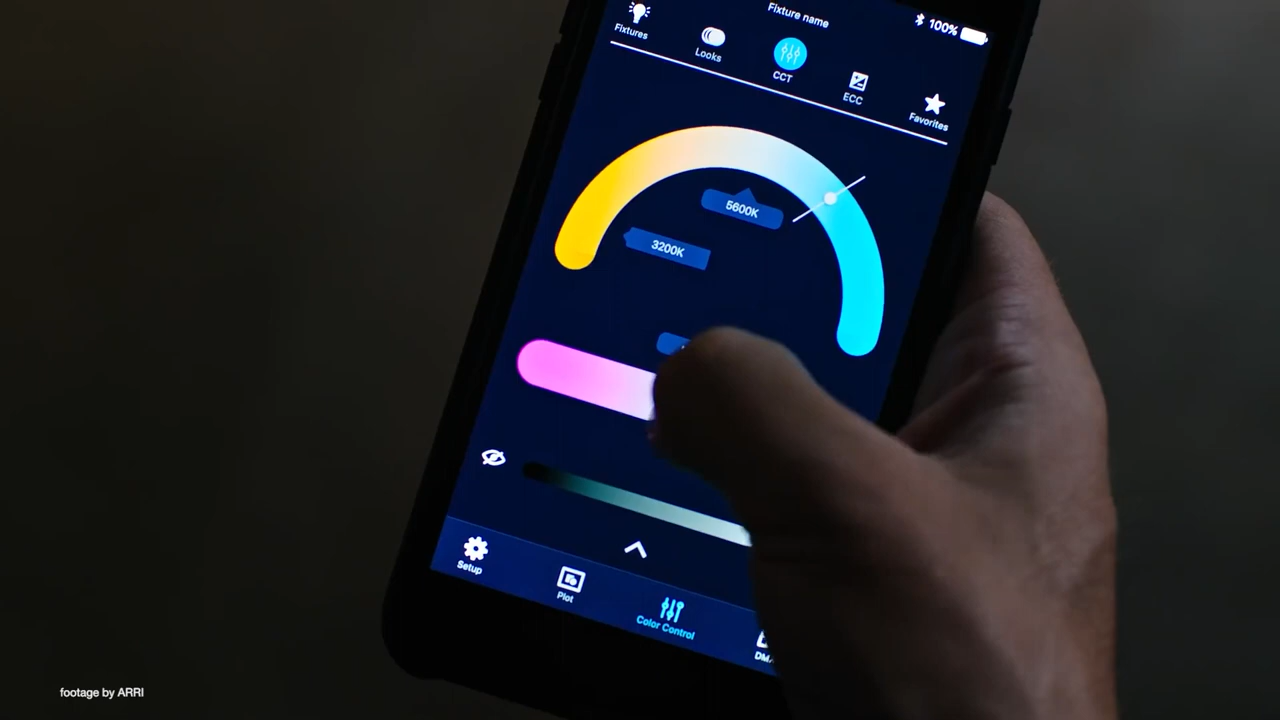 Fixture name
100%
Fixtures
Looks
CCT
ECC
Favorites
5600K
3200K
Setup
Plot
Color Control
footage by ARRI